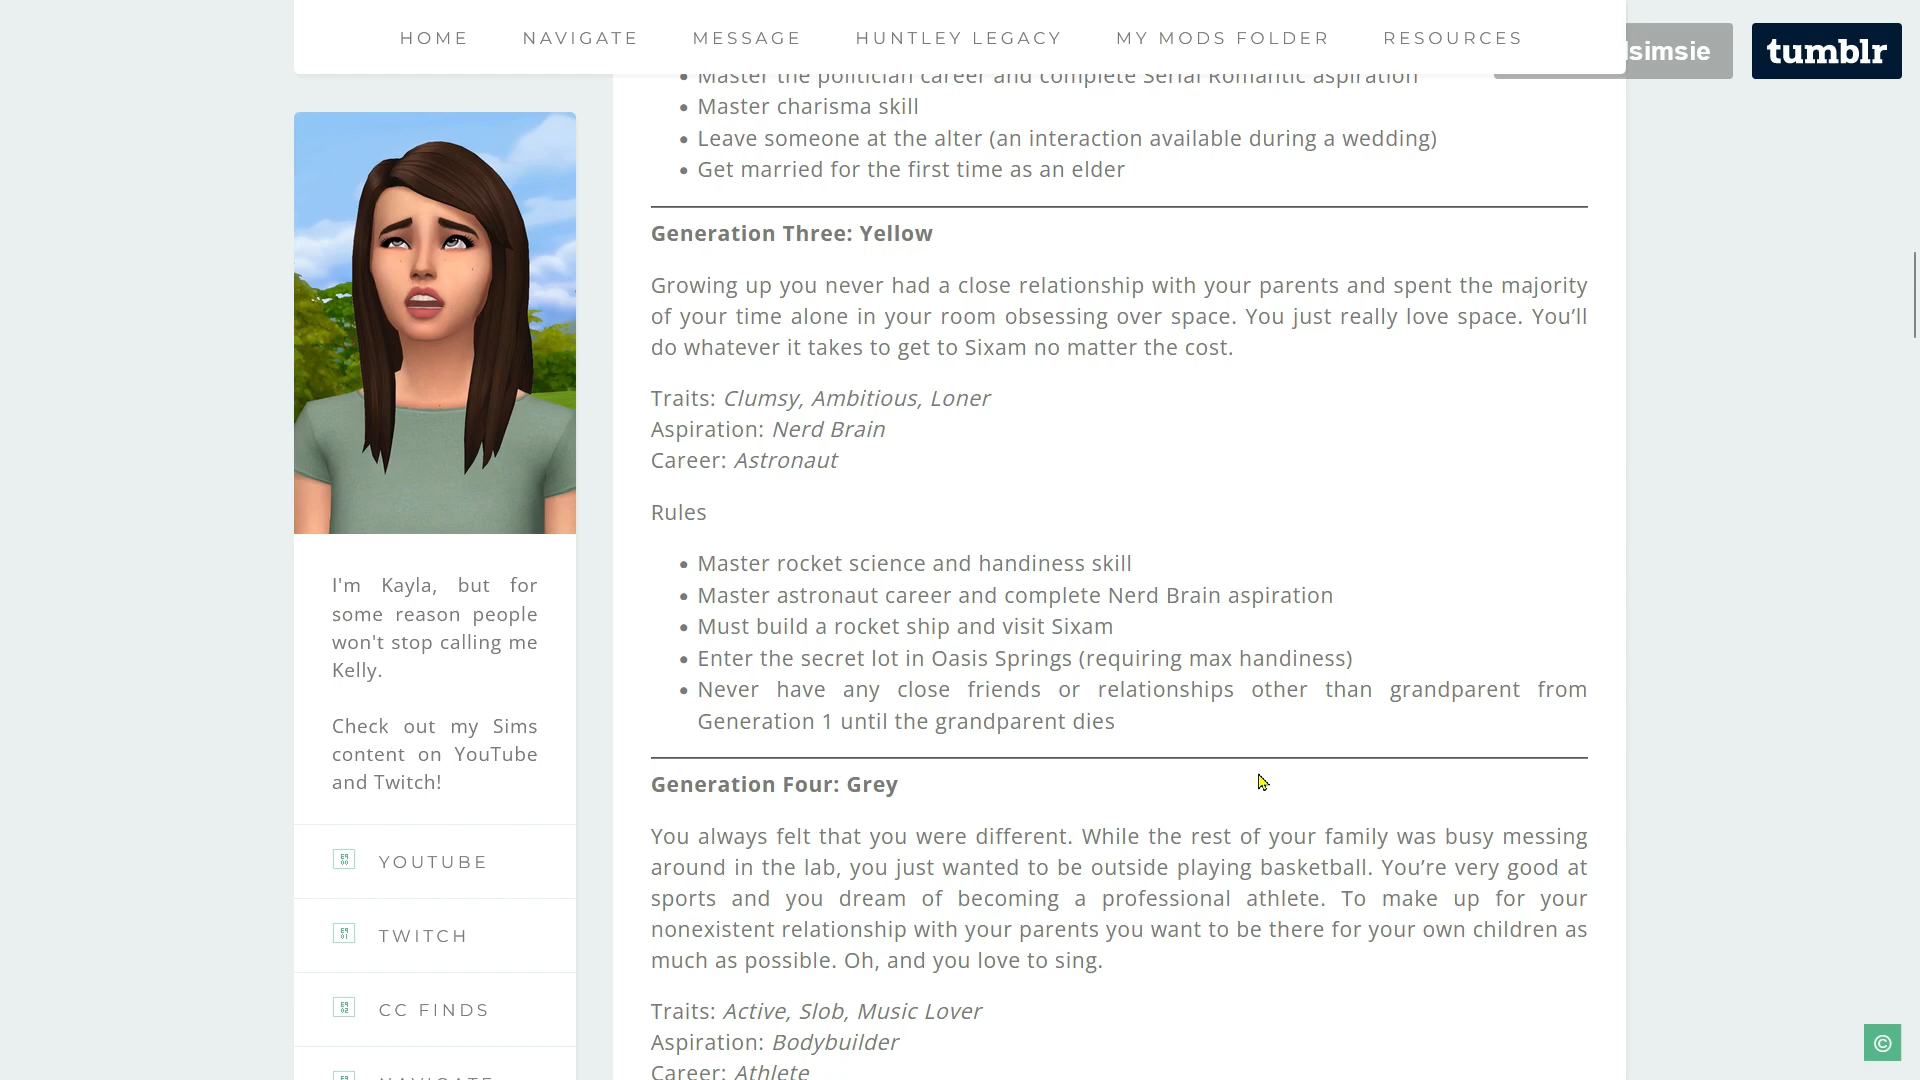 HOME NAVIGATE MESSAGE HUNTLEY LEGACY MY MODS FOLDER RESOURCES
lsimsie
tumblr
Master the politician career and complete Serial Romantic aspiration
Master charisma skill
Leave someone at the alter (an interaction available during a wedding)
Get married for the first time as an elder
Generation Three: Yellow
Growing up you never had a close relationship with your parents and spent the majority
of your time alone in your room obsessing over space. You just really love space. You’ll
do whatever it takes to get to Sixam no matter the cost.
Traits: Clumsy, Ambitious, Loner
Aspiration: Nerd Brain
Career: Astronaut
Rules
Master rocket science and handiness skill
Master astronaut career and complete Nerd Brain aspiration
Must build a rocket ship and visit Sixam
Enter the secret lot in Oasis Springs (requiring max handiness)
Never have any close friends or relationships other than grandparent from
Generation 1 until the grandparent dies
Generation Four: Grey
You always felt that you were different. While the rest of your family was busy messing
around in the lab, you just wanted to be outside playing basketball. You’re very good at
sports and you dream of becoming a professional athlete. To make up for your
nonexistent relationship with your parents you want to be there for your own children as
much as possible. Oh, and you love to sing.
Traits: Active, Slob, Music Lover
Aspiration: Bodybuilder
Career: Athlete
I'm Kayla, but for
some reason people
won't stop calling me
Kelly.
Check out my Sims
content on YouTube
and Twitch!
YOUTUBE
TWITCH
CC FINDS
NAVIGATE
©